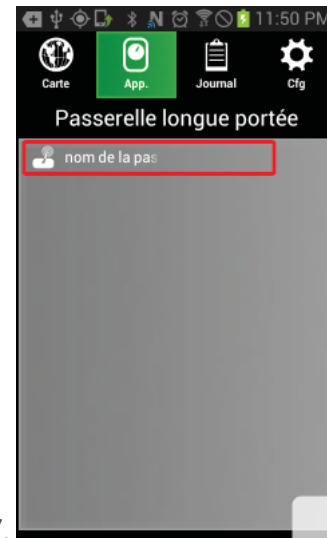 11:50 PM
Carte
App.
Journal
Cfg
Passerelle longue portée
nom de la pas